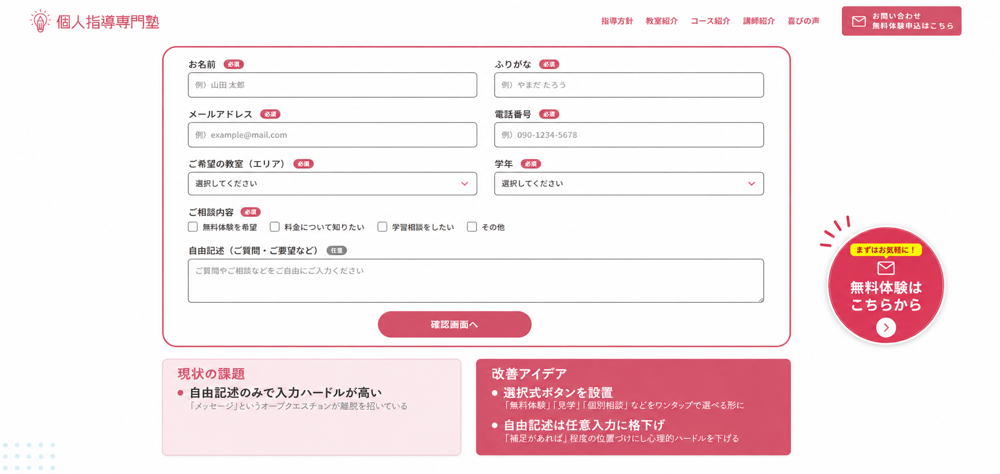 個人指導専門塾
指導方針 教室紹介 コース紹介 講師紹介 喜びの声
お問い合わせ
無料体験申込はこちら
お名前 必須
例）山田 太郎
ふりがな 必須
例）やまだ たろう
メールアドレス 必須
例）example@mail.com
電話番号 必須
例）090-1234-5678
ご希望の教室（エリア） 必須
選択してください
学年 必須
選択してください
ご相談内容 必須
無料体験を希望 料金について知りたい 学習相談をしたい その他
自由記述（ご質問・ご要望など） 任意
ご質問やご相談などをご自由にご入力ください
確認画面へ
まずはお気軽に！
無料体験は
こちらから
現状の課題
自由記述のみで入力ハードルが高い
「メッセージ」というオープクエスチョンが離脱を招いている
改善アイデア
選択式ボタンを設置
「無料体験」「見学」「個別相談」などをワンタップで選べる形に
自由記述は任意入力に格下げ
「補足があれば」程度の位置づけにし心理的ハードルを下げる